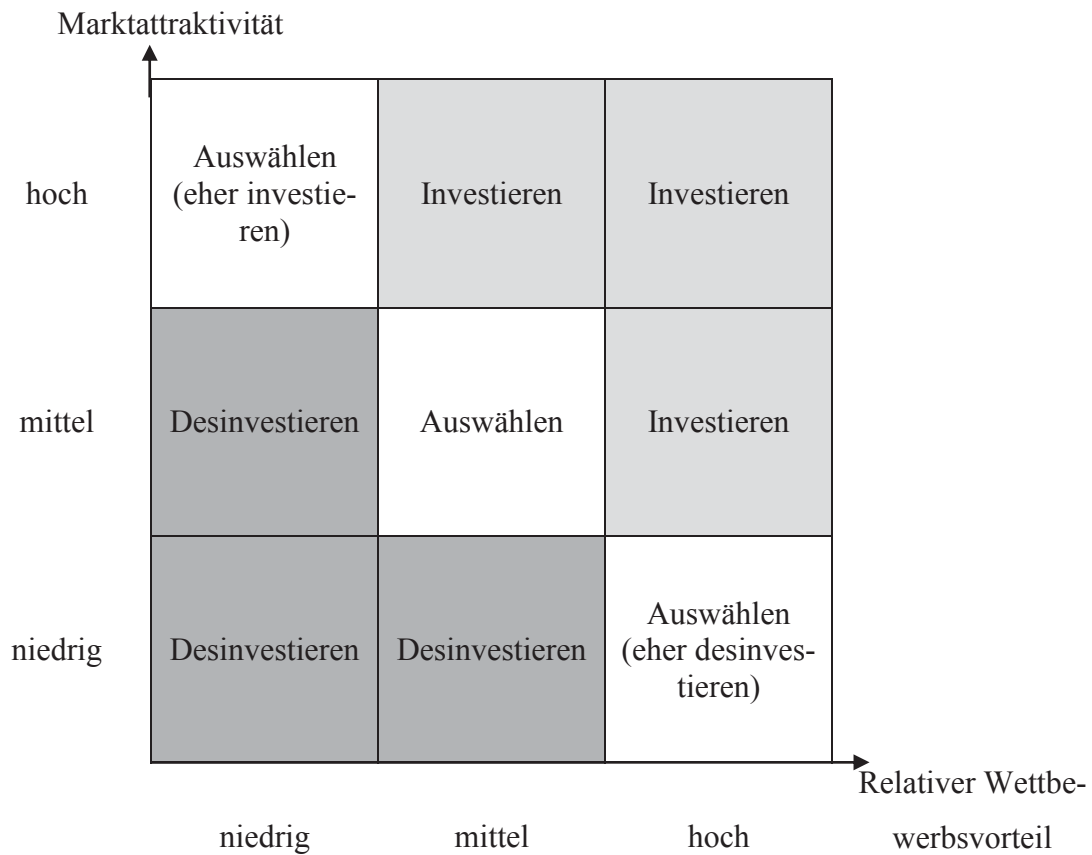 Marktattraktivität
Auswählen
(eher investie-
ren)
hoch
Investieren
Investieren
mittel
Desinvestieren
Auswählen
Investieren
niedrig
Desinvestieren
Desinvestieren
Auswählen
(eher desinves-
tieren)
Relativer Wettbe-
werbsvorteil
niedrig
mittel
hoch